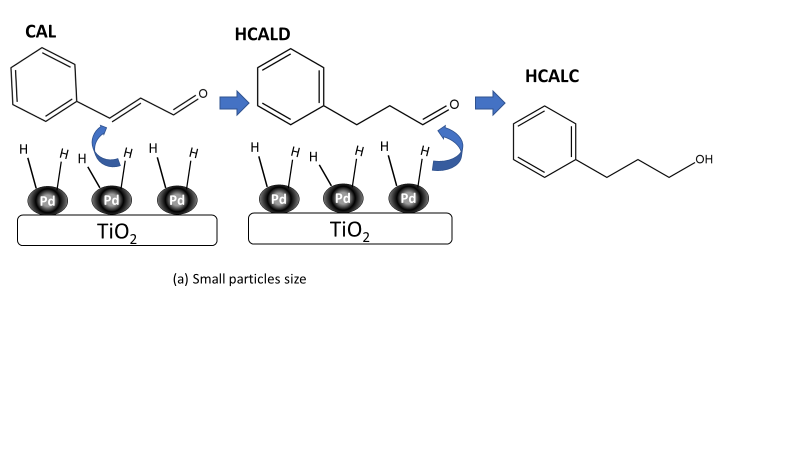 CAL
HCALD
HCALC
O
O
OH
H H H H H H
H H H H H H
Pd Pd Pd
Pd Pd Pd
TiO2
TiO2
(a) Small particles size